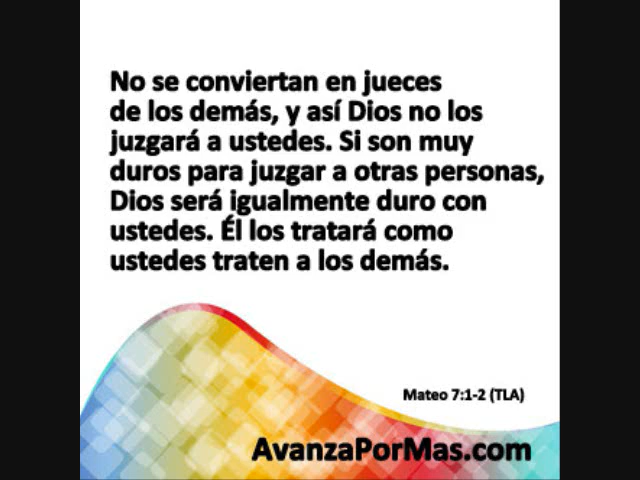 No se conviertan en jueces
de los demás, y así Dios no los
juzgará a ustedes. Si son muy
duros para juzgar a otras personas,
Dios será igualmente duro con
ustedes. Él los tratará como
ustedes traten a los demás.
Mateo 7:1-2 (TLA)
AvanzaPorMas.com